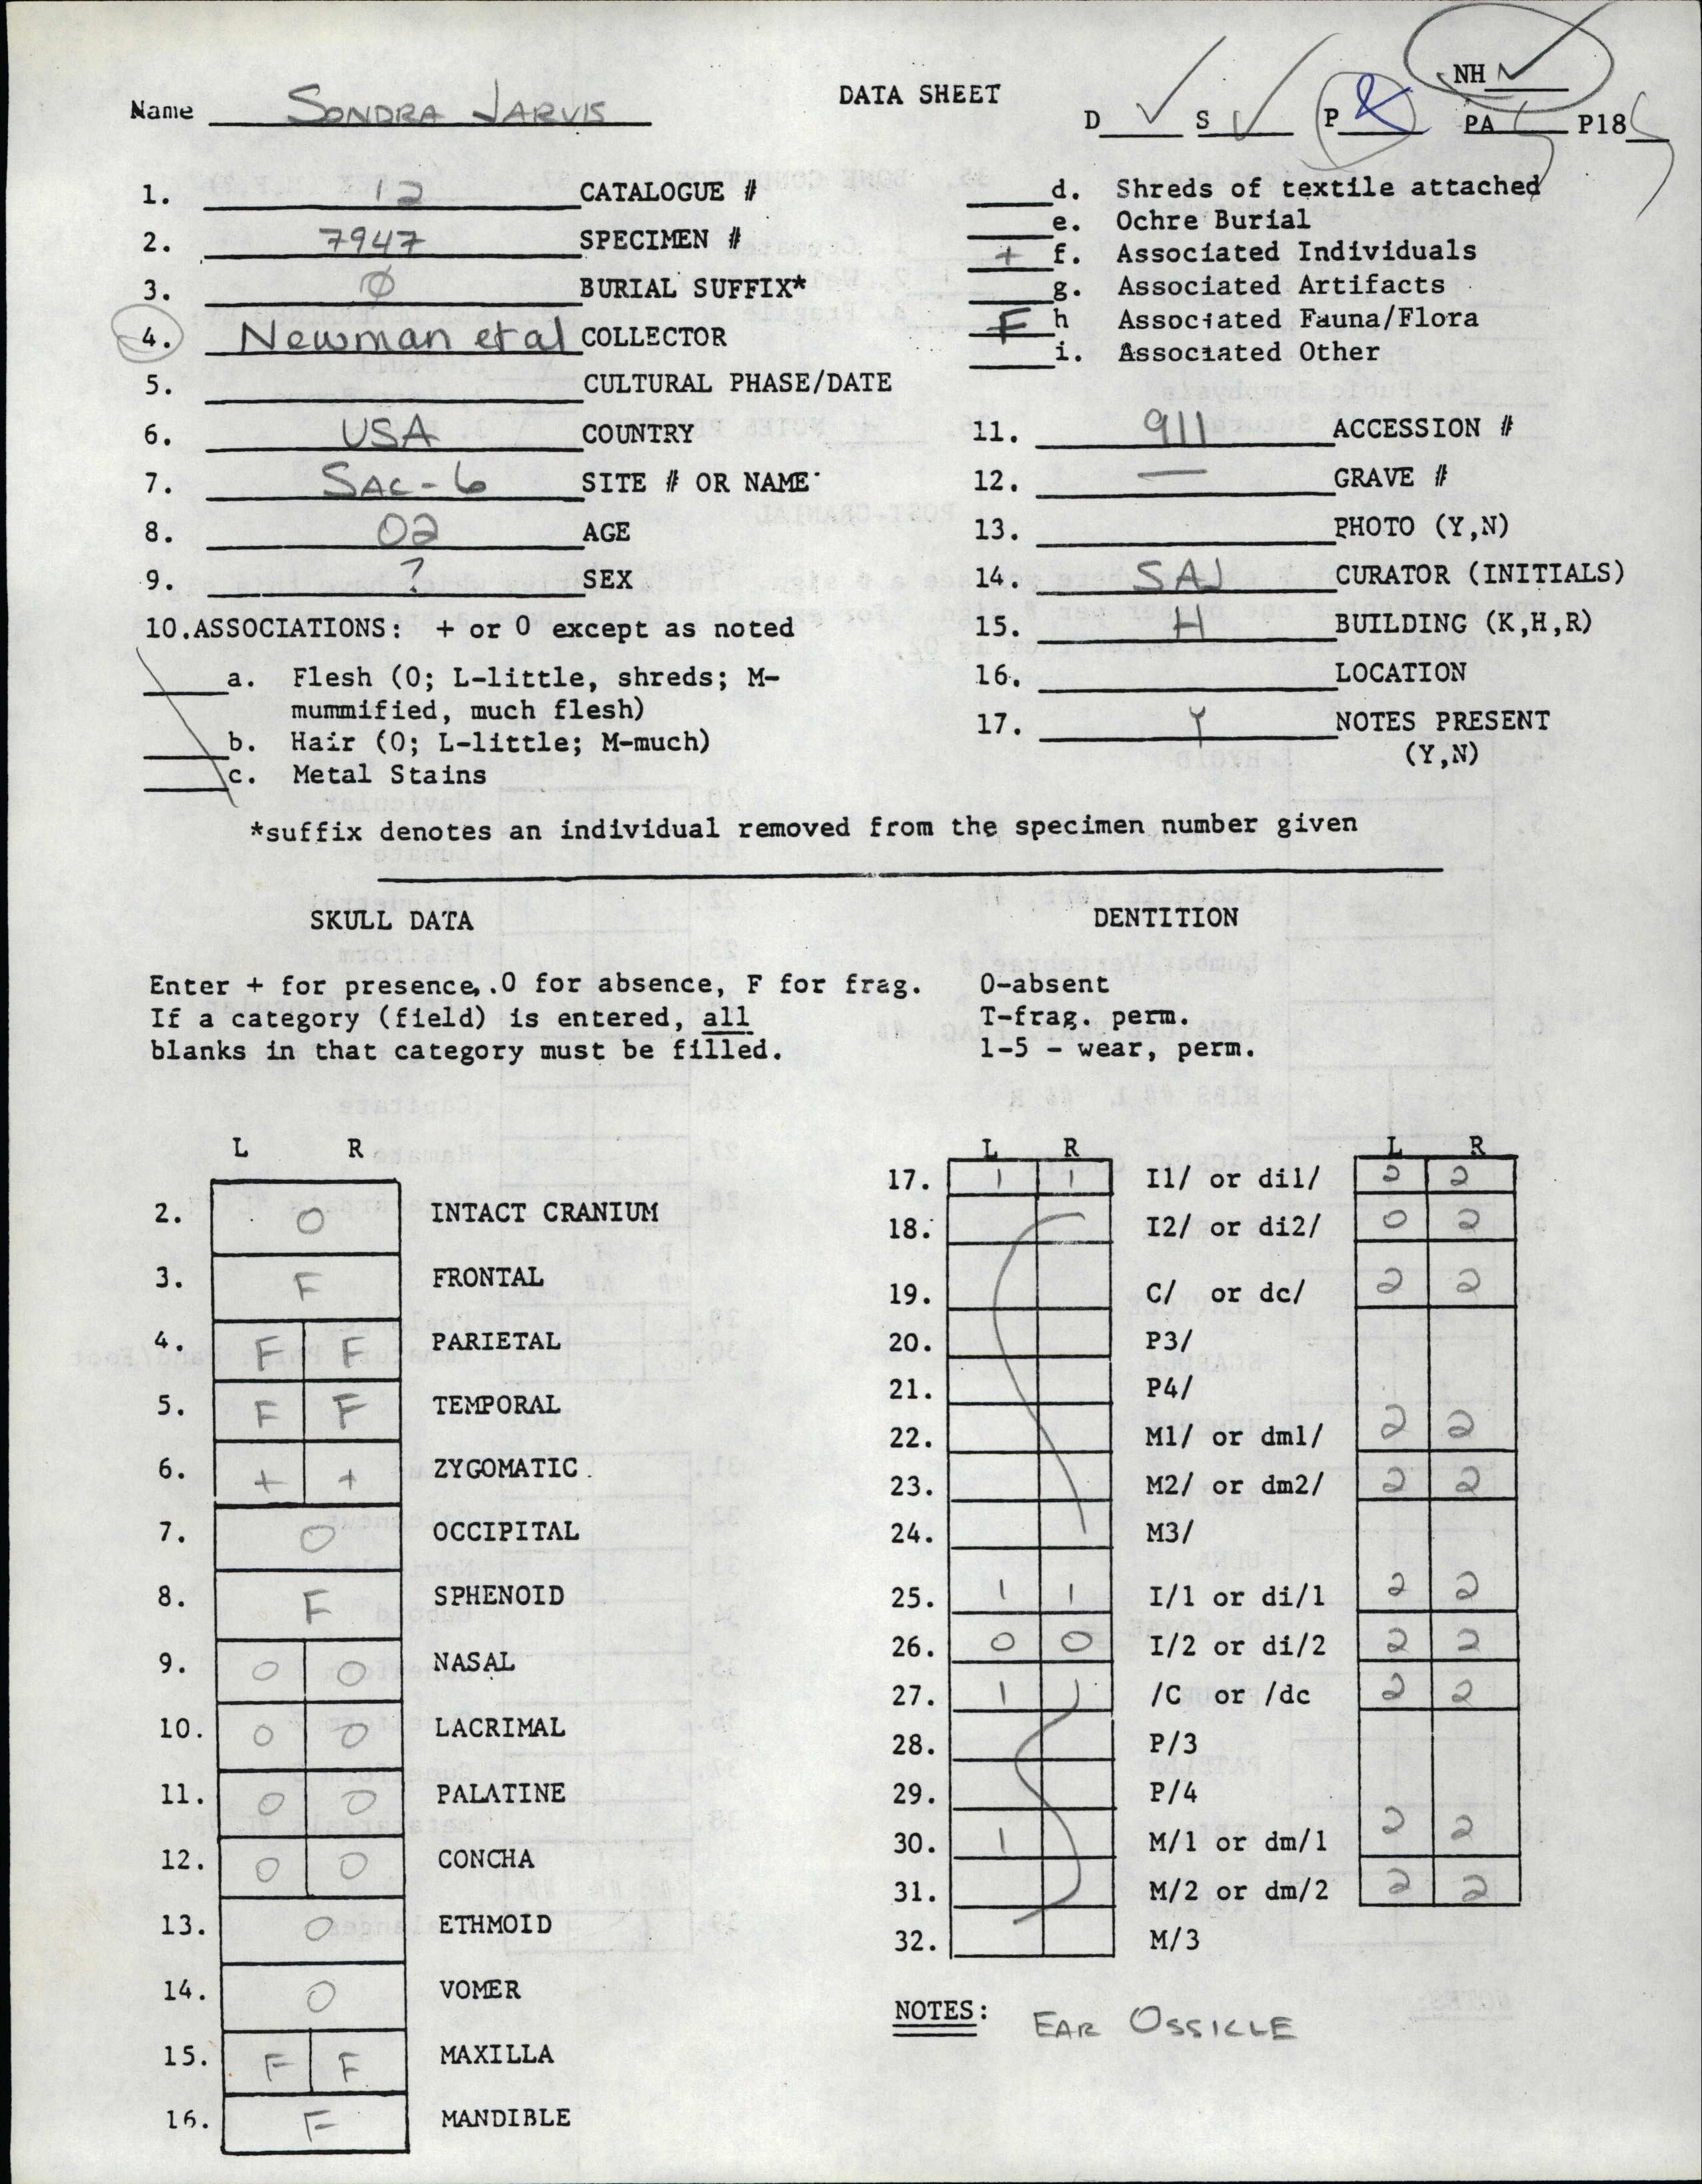 DATA SHEET
NH ✓
Name SONDRA JARVIS
D ✓ S ✓ P & PA P18
1. 12 CATALOGUE #
2. 7947 SPECIMEN #
3. Ø BURIAL SUFFIX*
4. Newman et al COLLECTOR
5. CULTURAL PHASE/DATE
6. USA COUNTRY
7. SAC-6 SITE # OR NAME
8. 02 AGE
9. ? SEX
10.ASSOCIATIONS: + or 0 except as noted
a. Flesh (0; L-little, shreds; M-
mummified, much flesh)
b. Hair (0; L-little; M-much)
c. Metal Stains
d. Shreds of textile attached
e. Ochre Burial
+ f. Associated Individuals
g. Associated Artifacts
F h Associated Fauna/Flora
i. Associated Other
11. 911 ACCESSION #
12. — GRAVE #
13. PHOTO (Y,N)
14. SAJ CURATOR (INITIALS)
15. H BUILDING (K,H,R)
16. LOCATION
17. Y NOTES PRESENT
(Y,N)
*suffix denotes an individual removed from the specimen number given
SKULL DATA
Enter + for presence, 0 for absence, F for frag.
If a category (field) is entered, all
blanks in that category must be filled.
L R
2. O INTACT CRANIUM
3. F FRONTAL
4. F F PARIETAL
5. F F TEMPORAL
6. + + ZYGOMATIC
7. O OCCIPITAL
8. F SPHENOID
9. O O NASAL
10. O O LACRIMAL
11. O O PALATINE
12. O O CONCHA
13. O ETHMOID
14. O VOMER
15. F F MAXILLA
16. F MANDIBLE
DENTITION
0-absent
T-frag. perm.
1-5 - wear, perm.
L R L R
17. 1 1 I1/ or di1/ 2 2
18. I2/ or di2/ 0 2
19. C/ or dc/ 2 2
20. P3/
21. P4/
22. M1/ or dm1/ 2 2
23. M2/ or dm2/ 2 2
24. M3/
25. 1 1 I/1 or di/1 2 2
26. 0 0 I/2 or di/2 2 2
27. 1 1 /C or /dc 2 2
28. P/3
29. P/4
30. 1 M/1 or dm/1 2 2
31. M/2 or dm/2 2 2
32. M/3
NOTES: EAR OSSICLE